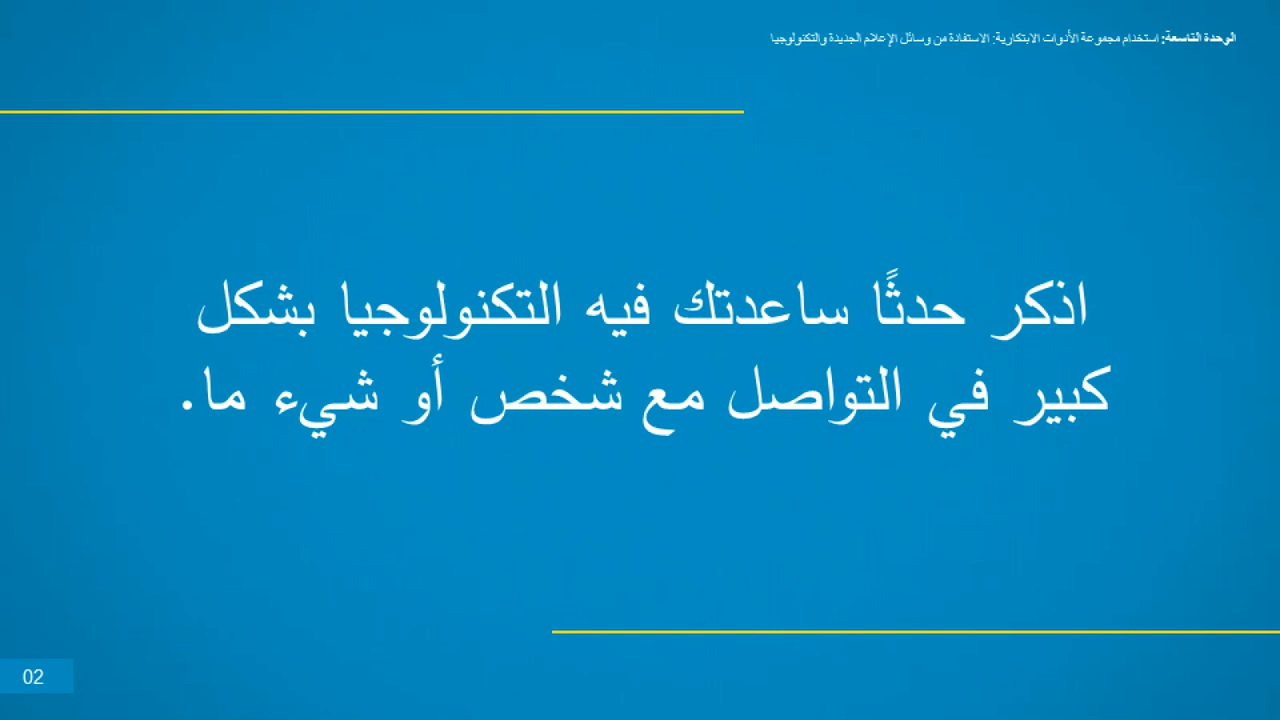 الوحدة التاسعة: استخدام مجموعة الأدوات الابتكارية: الاستفادة من وسائل الإعلام الجديدة والتكنولوجيا
اذكر حدثًا ساعدتك فيه التكنولوجيا بشكل
كبير في التواصل مع شخص أو شيء ما.
02